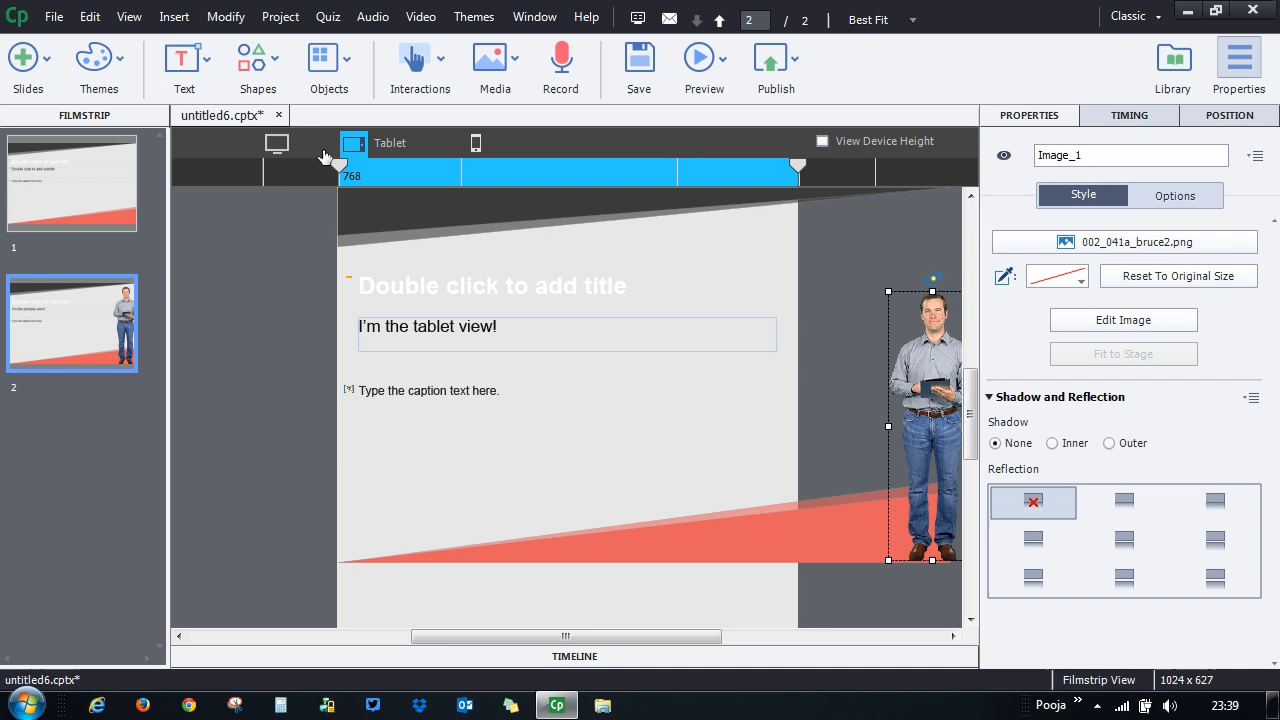 Cp File Edit View Insert Modify Project Quiz Audio Video Themes Window Help 2 / 2 Best Fit Classic
Slides Themes Text Shapes Objects Interactions Media Record Save Preview Publish Library Properties
FILMSTRIP untitled6.cptx* × PROPERTIES TIMING POSITION
Tablet View Device Height
768
Image_1
Style Options
002_041a_bruce2.png
Reset To Original Size
Edit Image
Fit to Stage
Shadow and Reflection
Shadow
None Inner Outer
Reflection
1
2
Double click to add title
I'm the tablet view!
Type the caption text here.
TIMELINE
untitled6.cptx* Filmstrip View 1024 x 627
Cp Pooja 23:39